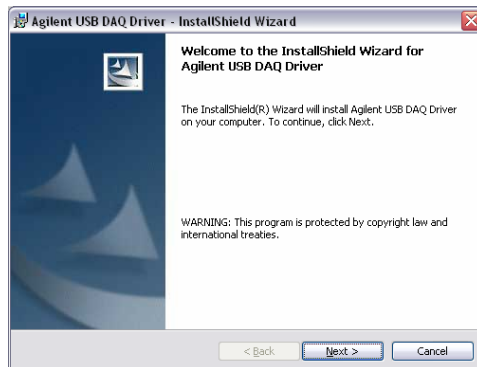 Agilent USB DAQ Driver - InstallShield Wizard
Welcome to the InstallShield Wizard for
Agilent USB DAQ Driver
The InstallShield(R) Wizard will install Agilent USB DAQ Driver
on your computer. To continue, click Next.
WARNING: This program is protected by copyright law and
international treaties.
< Back Next > Cancel